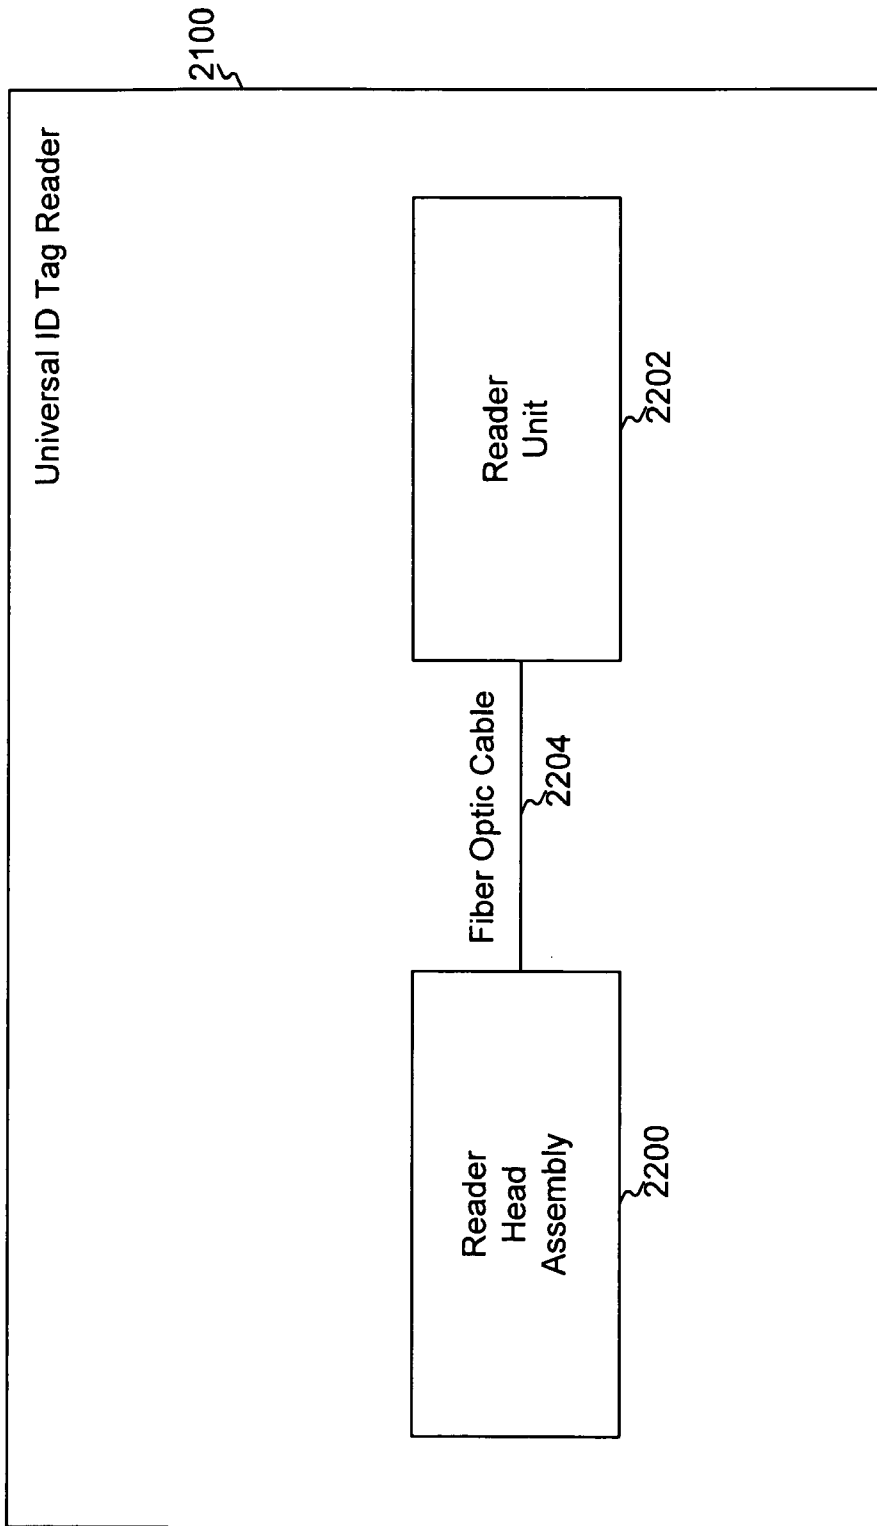 Universal ID Tag Reader
2100
Reader
Head
Assembly
2200
Fiber Optic Cable
2204
Reader
Unit
2202